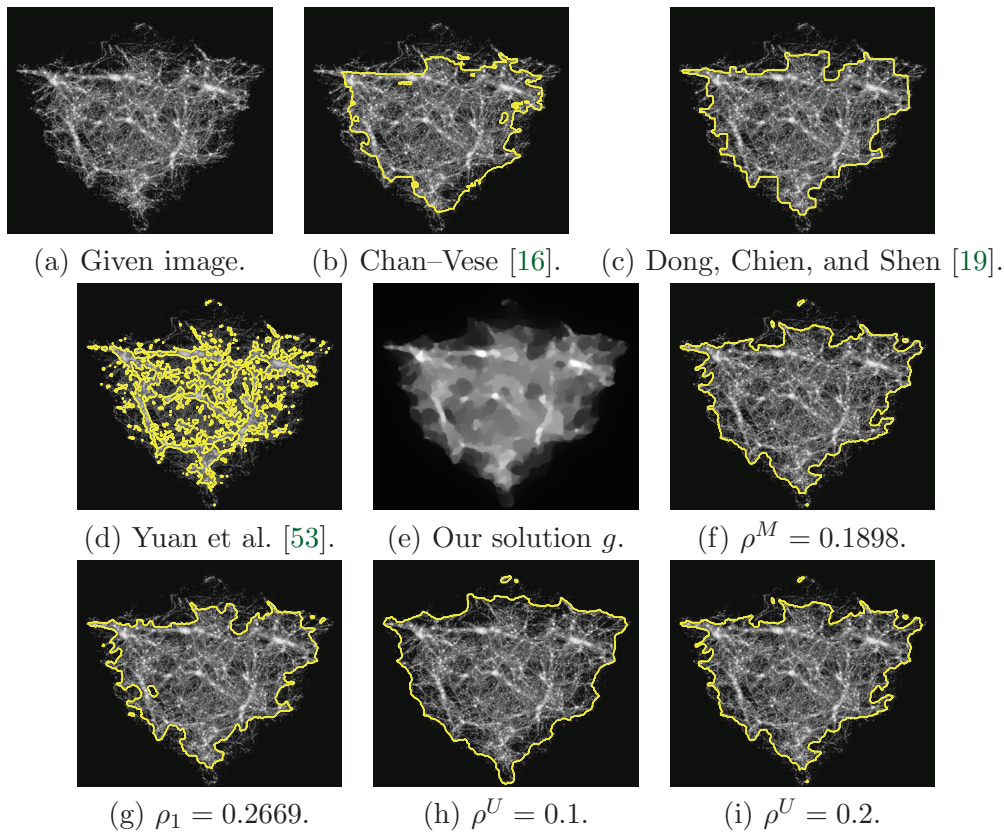 (a) Given image. (b) Chan–Vese [16]. (c) Dong, Chien, and Shen [19].
(d) Yuan et al. [53]. (e) Our solution g. (f) ρ^M = 0.1898.
(g) ρ₁ = 0.2669. (h) ρ^U = 0.1. (i) ρ^U = 0.2.